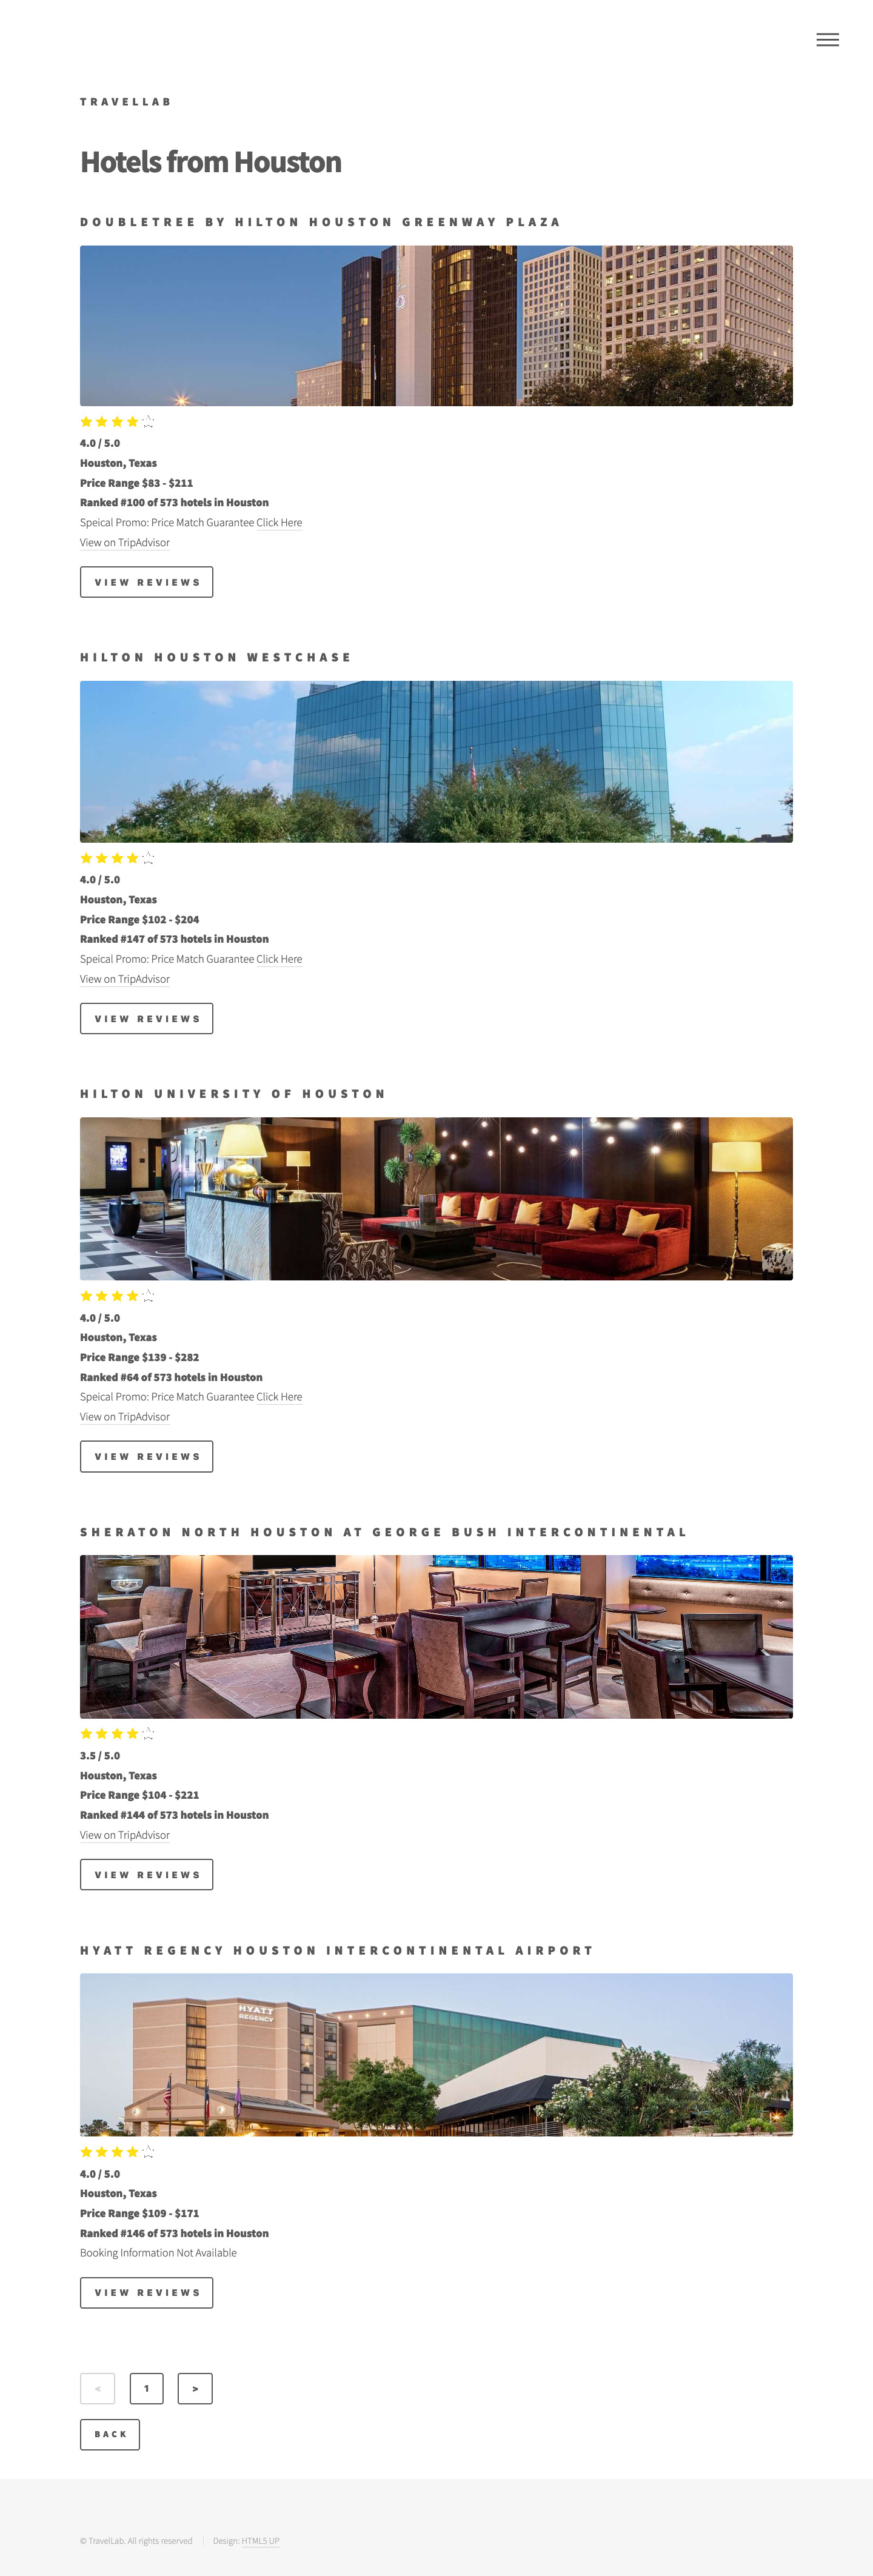 TRAVELLAB
Hotels from Houston
DOUBLETREE BY HILTON HOUSTON GREENWAY PLAZA
4.0 / 5.0
Houston, Texas
Price Range $83 - $211
Ranked #100 of 573 hotels in Houston
Speical Promo: Price Match Guarantee Click Here
View on TripAdvisor
VIEW REVIEWS
HILTON HOUSTON WESTCHASE
4.0 / 5.0
Houston, Texas
Price Range $102 - $204
Ranked #147 of 573 hotels in Houston
Speical Promo: Price Match Guarantee Click Here
View on TripAdvisor
VIEW REVIEWS
HILTON UNIVERSITY OF HOUSTON
4.0 / 5.0
Houston, Texas
Price Range $139 - $282
Ranked #64 of 573 hotels in Houston
Speical Promo: Price Match Guarantee Click Here
View on TripAdvisor
VIEW REVIEWS
SHERATON NORTH HOUSTON AT GEORGE BUSH INTERCONTINENTAL
3.5 / 5.0
Houston, Texas
Price Range $104 - $221
Ranked #144 of 573 hotels in Houston
View on TripAdvisor
VIEW REVIEWS
HYATT REGENCY HOUSTON INTERCONTINENTAL AIRPORT
HYATT
REGENCY
4.0 / 5.0
Houston, Texas
Price Range $109 - $171
Ranked #146 of 573 hotels in Houston
Booking Information Not Available
VIEW REVIEWS
< 1 >
BACK
© TravelLab. All rights reserved Design: HTML5 UP